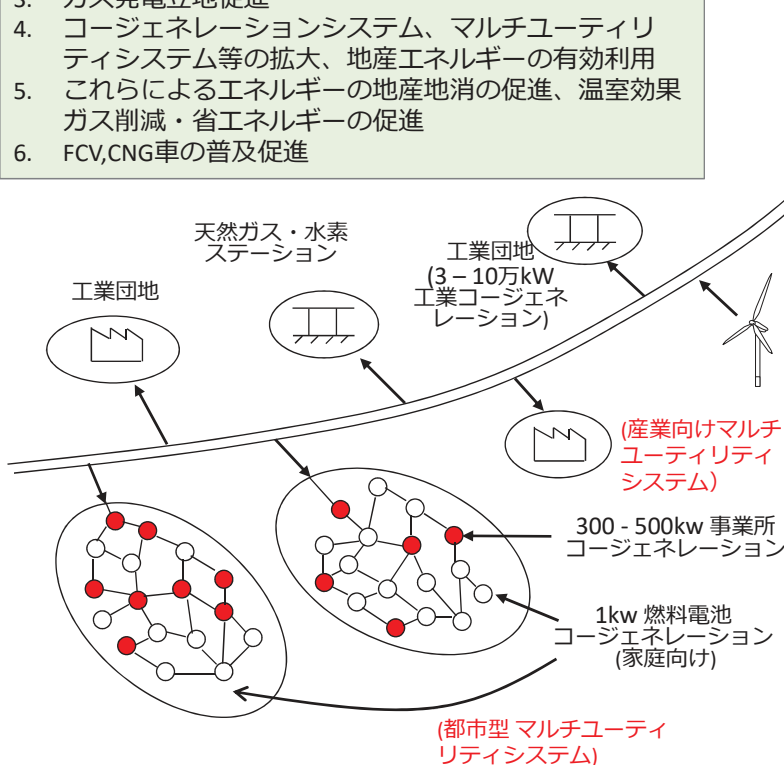 3. ガス発電立地促進
4. コージェネレーションシステム、マルチユーティリ
ティシステム等の拡大、地産エネルギーの有効利用
5. これらによるエネルギーの地産地消の促進、温室効果
ガス削減・省エネルギーの促進
6. FCV,CNG車の普及促進
天然ガス・水素
ステーション
工業団地
(3 – 10万kW
工業コージェネ
レーション)
工業団地
(産業向けマルチ
ユーティリティ
システム）
300 - 500kw 事業所
コージェネレーション
1kw 燃料電池
コージェネレーション
(家庭向け)
(都市型 マルチユーティ
リティシステム)